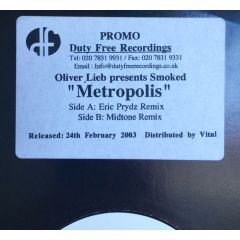 PROMO
Duty Free Recordings
Tel: 020 7831 9931 / Fax: 020 7831 9331
Email : Info@dutyfreerecordings.co.uk
Oliver Lieb presents Smoked
"Metropolis"
Side A: Eric Prydz Remix
Side B: Midtone Remix
Released: 24th February 2003 Distributed by Vital